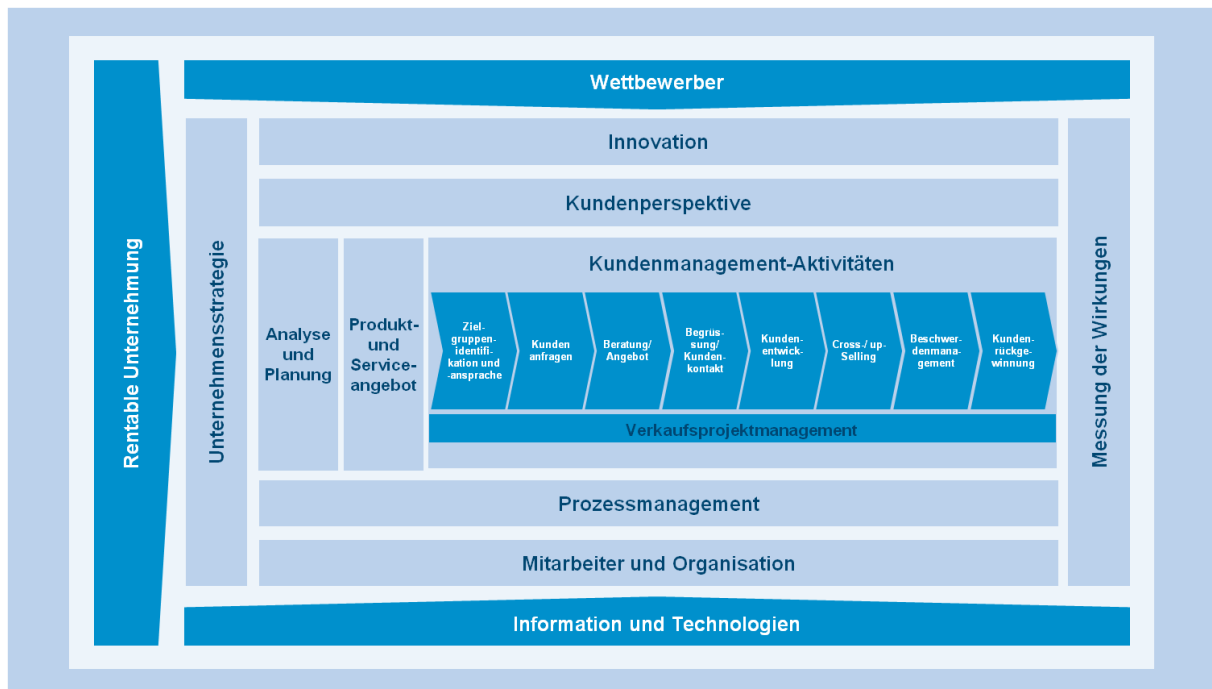 Wettbewerber
Rentable Unternehmung
Unternehmensstrategie
Innovation
Kundenperspektive
Analyse
und
Planung
Produkt-
und
Service-
angebot
Kundenmanagement-Aktivitäten
Ziel-
gruppen-
identifi-
kation und
-ansprache
Kunden
anfragen
Beratung/
Angebot
Begrüs-
sung/
Kunden-
kontakt
Kunden-
entwick-
lung
Cross-/ up-
Selling
Beschwer-
denmana-
gement
Kunden-
rückge-
winnung
Verkaufsprojektmanagement
Prozessmanagement
Mitarbeiter und Organisation
Messung der Wirkungen
Information und Technologien